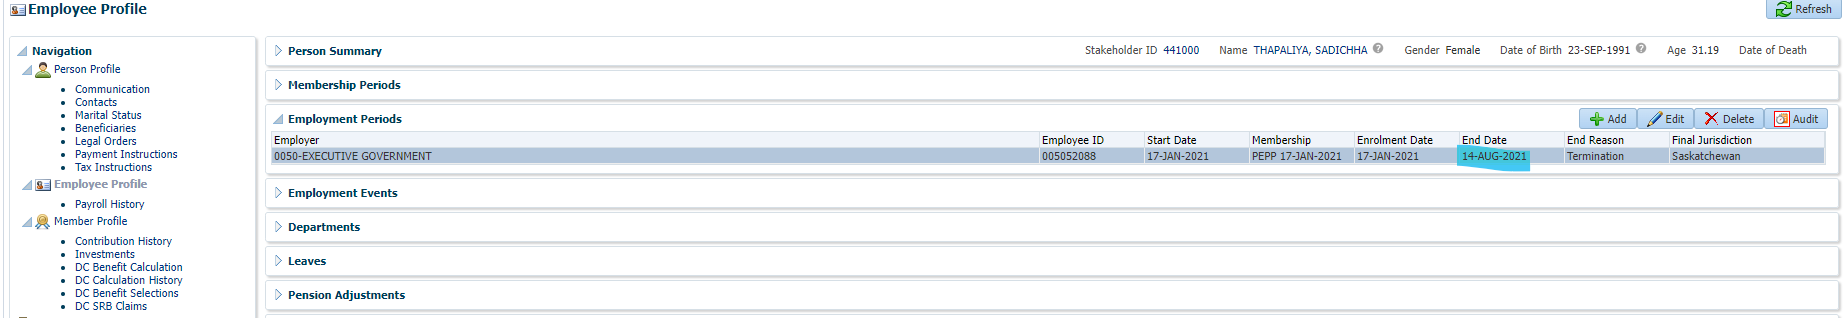 Employee Profile
Refresh
Navigation
Person Profile
Communication
Contacts
Marital Status
Beneficiaries
Legal Orders
Payment Instructions
Tax Instructions
Employee Profile
Payroll History
Member Profile
Contribution History
Investments
DC Benefit Calculation
DC Calculation History
DC Benefit Selections
DC SRB Claims
Person Summary Stakeholder ID 441000 Name THAPALIYA, SADICHHA ? Gender Female Date of Birth 23-SEP-1991 ? Age 31.19 Date of Death
Membership Periods
Employment Periods Add Edit Delete Audit
Employer Employee ID Start Date Membership Enrolment Date End Date End Reason Final Jurisdiction
0050-EXECUTIVE GOVERNMENT 005052088 17-JAN-2021 PEPP 17-JAN-2021 17-JAN-2021 14-AUG-2021 Termination Saskatchewan
Employment Events
Departments
Leaves
Pension Adjustments